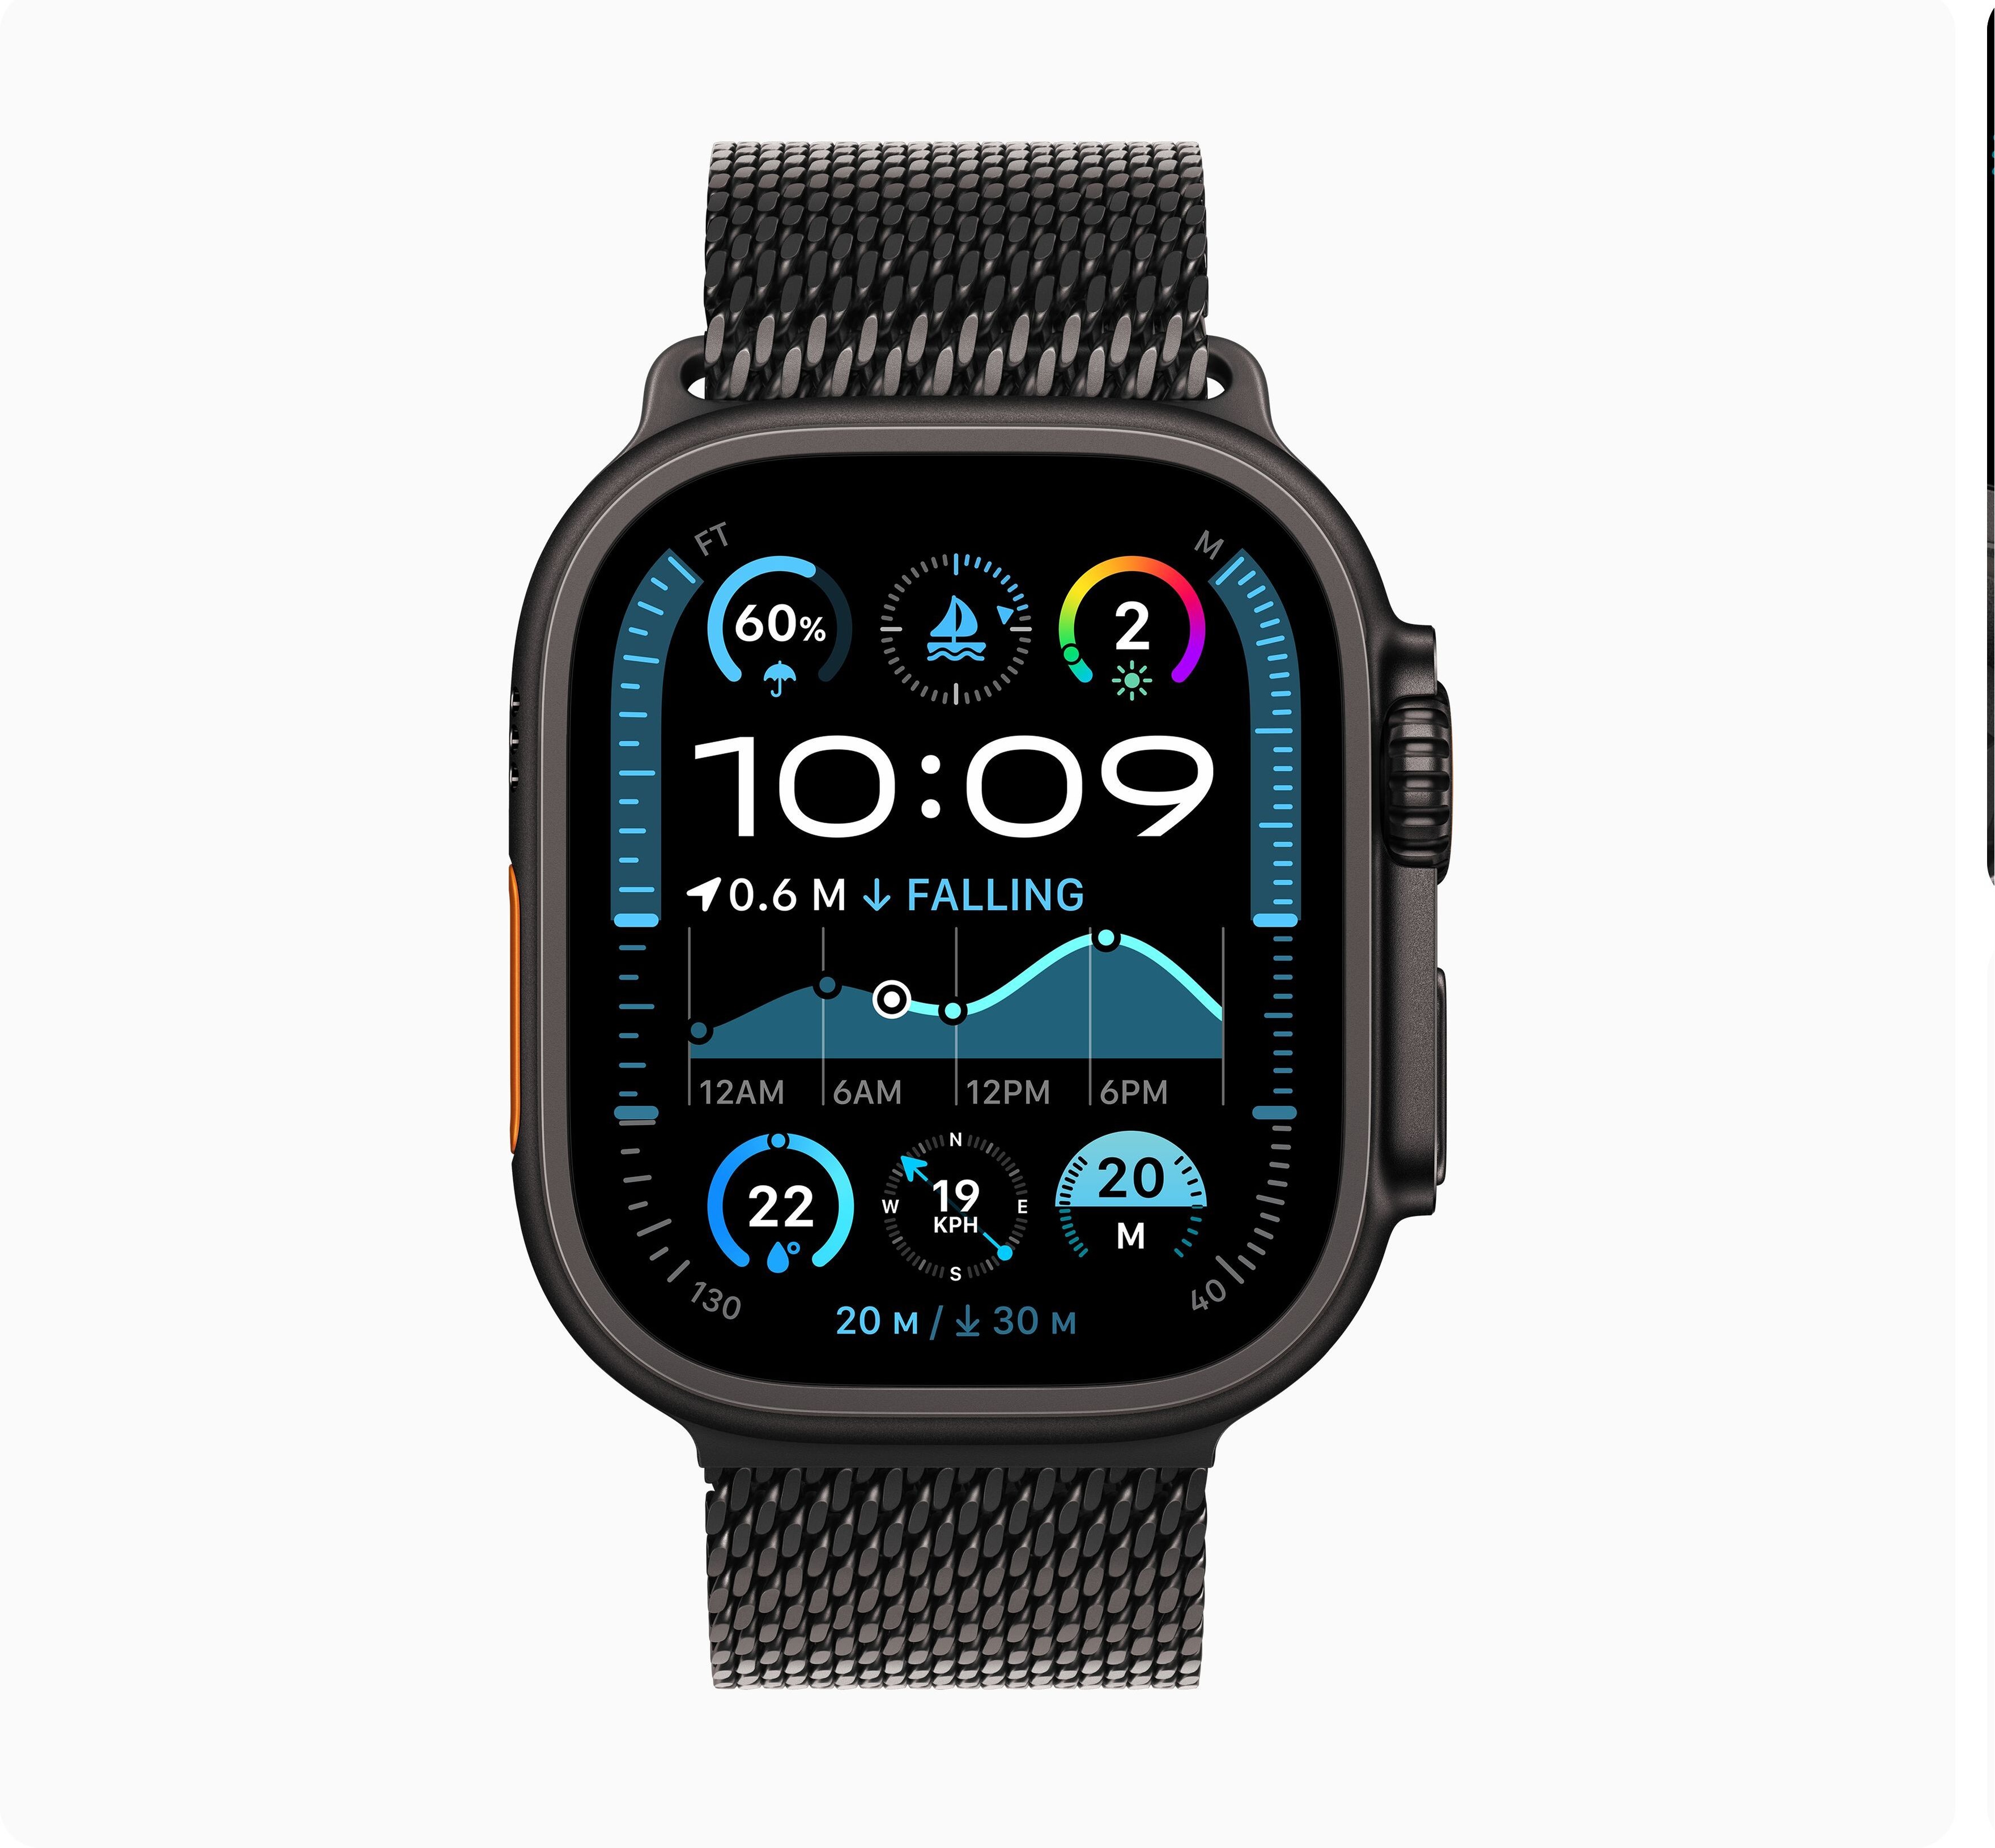 FT
M
60%
2
10:09
0.6 M ↓ FALLING
12AM 6AM 12PM 6PM
22
N
W
19
E
KPH
S
20
M
130
40
20 M / ↓ 30 M